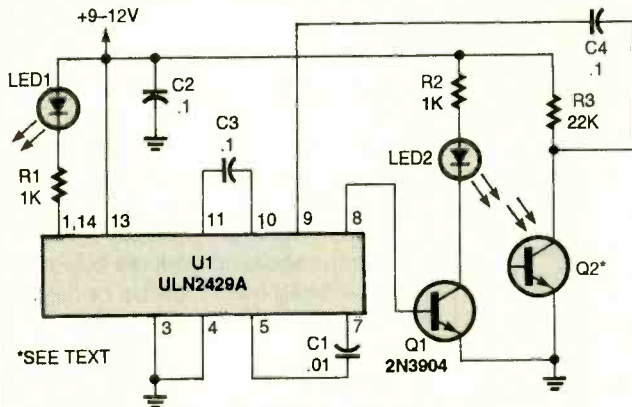 +9–12V
LED1
C2
.1
C3
.1
R1
1K
R2
1K
LED2
C4
.1
R3
22K
1,14
13
11
10
9
8
U1
ULN2429A
Q2*
3
4
5
7
C1
.01
Q1
2N3904
*SEE TEXT